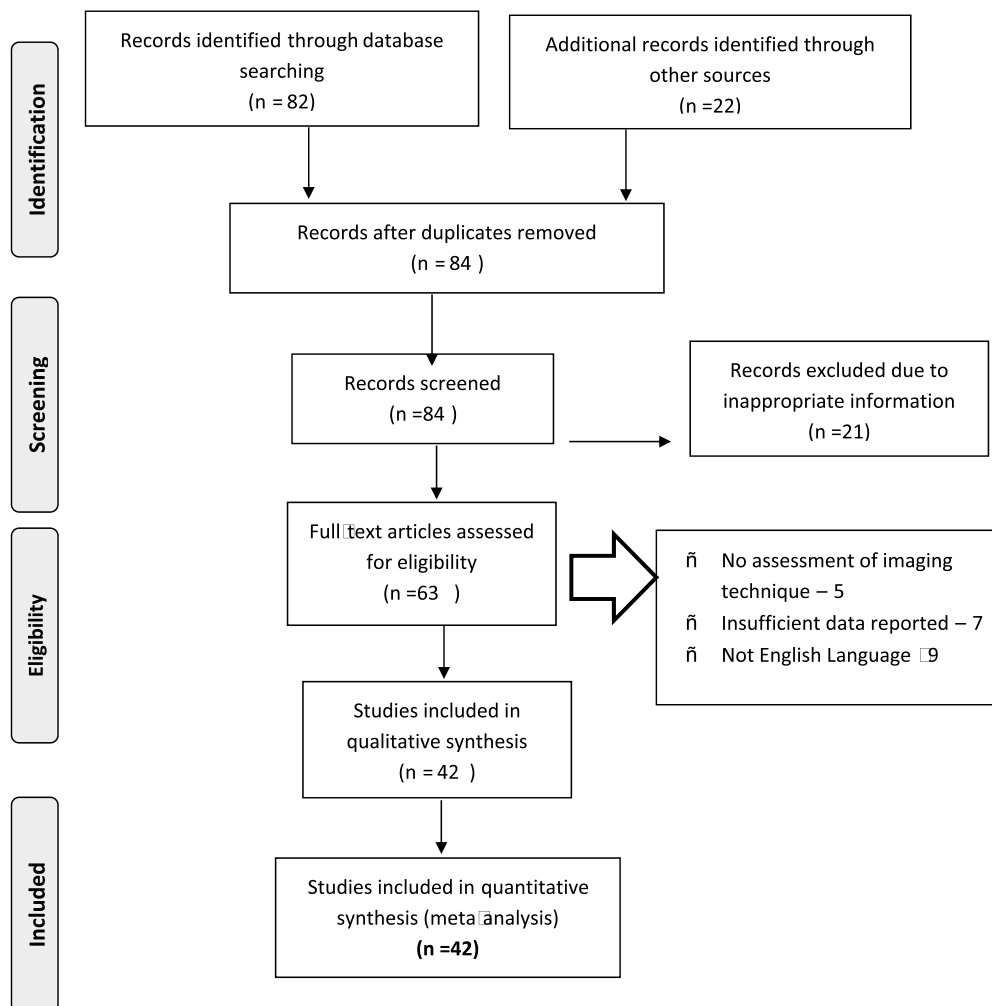 Identification
Records identified through database
searching
(n = 82)
Additional records identified through
other sources
(n =22)
Records after duplicates removed
(n = 84 )
Screening
Records screened
(n =84 )
Records excluded due to
inappropriate information
(n =21)
Eligibility
Full□text articles assessed
for eligibility
(n =63 )
ñ No assessment of imaging
technique – 5
ñ Insufficient data reported – 7
ñ Not English Language □9
Studies included in
qualitative synthesis
(n = 42 )
Included
Studies included in quantitative
synthesis (meta□analysis)
(n =42)